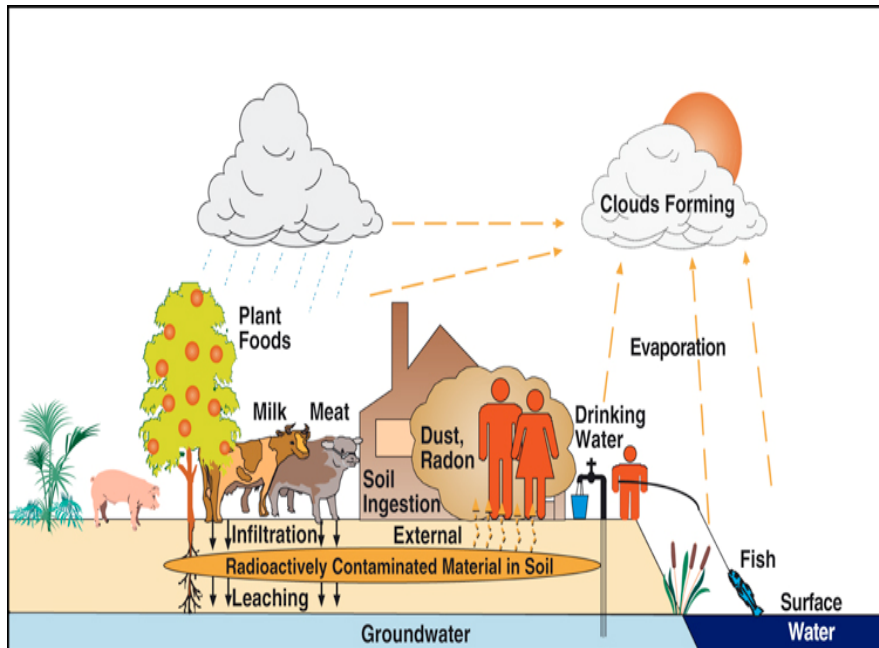 Clouds Forming
Plant
Foods
Evaporation
Milk
Meat
Dust,
Radon
Drinking
Water
Soil
Ingestion
Infiltration
External
Radioactively Contaminated Material in Soil
Leaching
Fish
Surface
Water
Groundwater